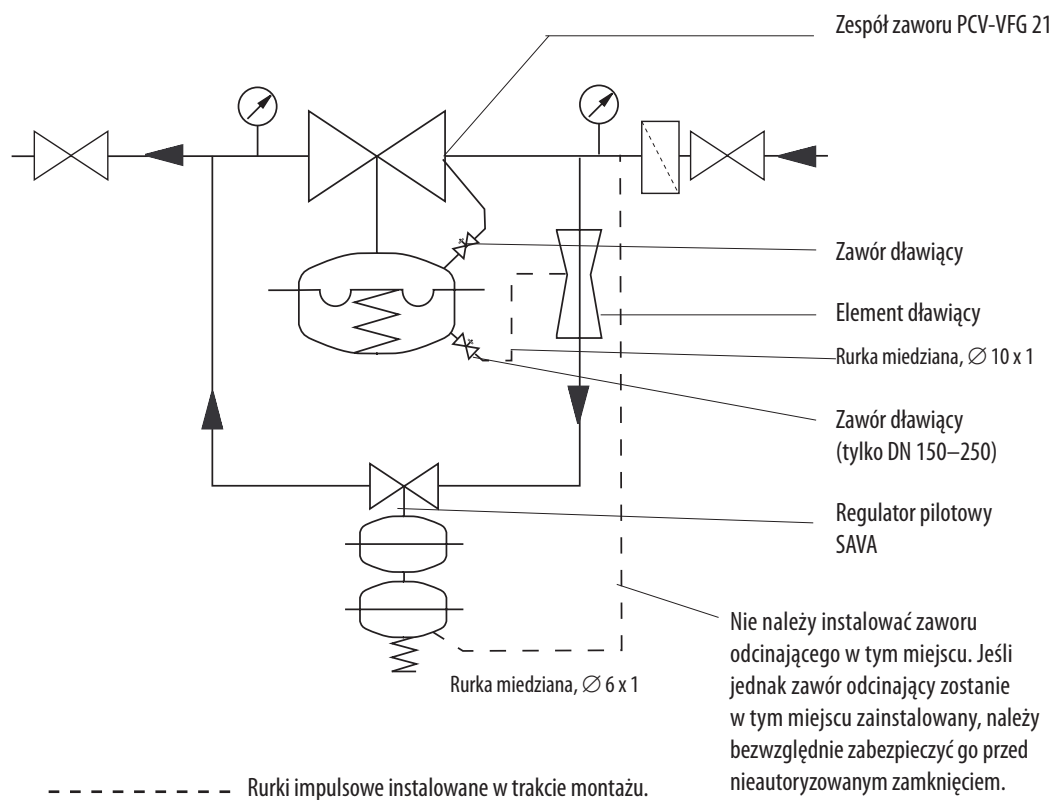 Zespół zaworu PCV-VFG 21
Zawór dławiący
Element dławiący
Rurka miedziana, ∅ 10 x 1
Zawór dławiący
(tylko DN 150–250)
Regulator pilotowy
SAVA
Nie należy instalować zaworu
odcinającego w tym miejscu. Jeśli
jednak zawór odcinający zostanie
w tym miejscu zainstalowany, należy
bezwzględnie zabezpieczyć go przed
nieautoryzowanym zamknięciem.
Rurka miedziana, ∅ 6 x 1
Rurki impulsowe instalowane w trakcie montażu.